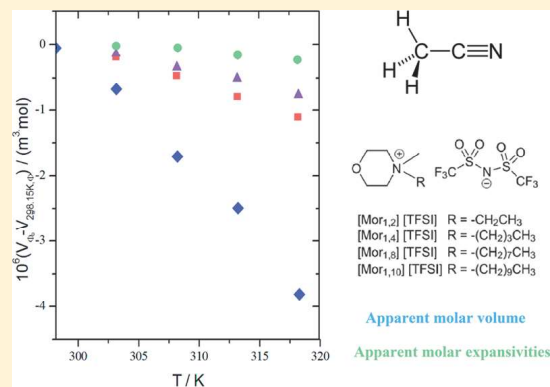 0
-1
-2
-3
-4
300
305
310
315
320
T / K
10⁶(V_ϕ-V_298.15K,ϕ) / (m³mol)
H
H
H
C
C≡N
O
N
⊕
R
F₃C
O O
S
N
⊖
O O
S
CF₃
[Mor₁,₂] [TFSI] R = -CH₂CH₃
[Mor₁,₄] [TFSI] R = -(CH₂)₃CH₃
[Mor₁,₈] [TFSI] R = -(CH₂)₇CH₃
[Mor₁,₁₀] [TFSI] R = -(CH₂)₉CH₃
Apparent molar volume
Apparent molar expansivities